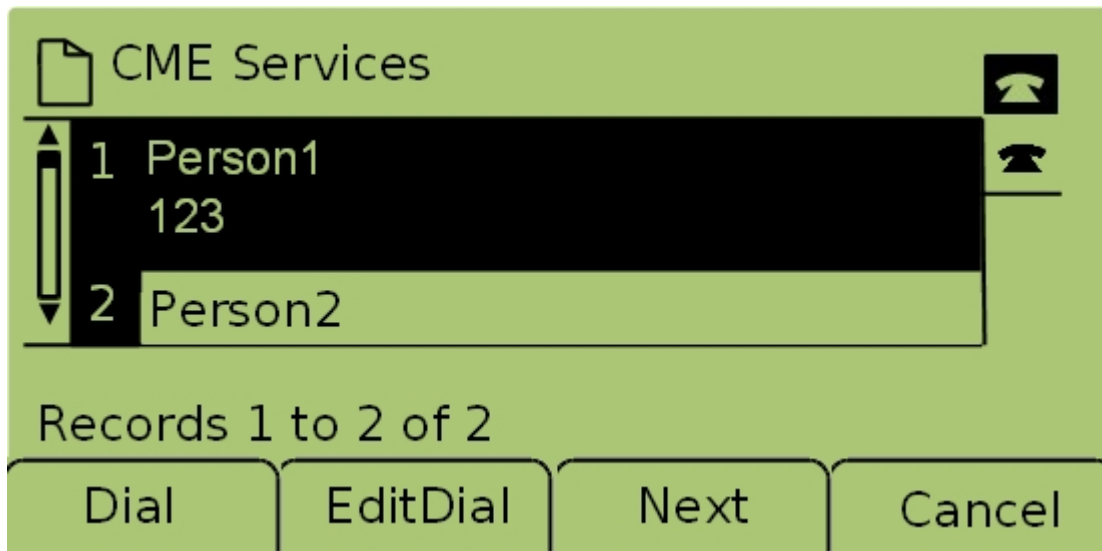 CME Services
1 Person1
123
2 Person2
Records 1 to 2 of 2
Dial EditDial Next Cancel